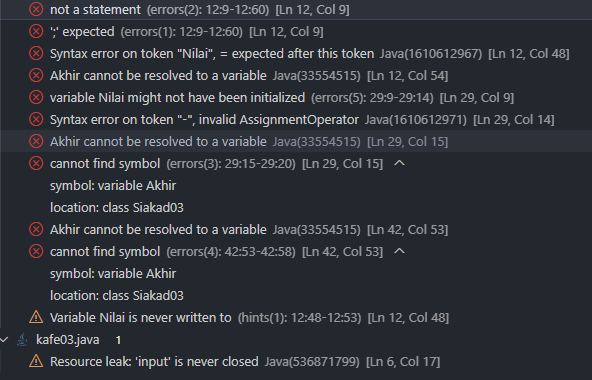 not a statement (errors(2): 12:9-12:60) [Ln 12, Col 9]
';' expected (errors(1): 12:9-12:60) [Ln 12, Col 9]
Syntax error on token "Nilai", = expected after this token Java(1610612967) [Ln 12, Col 48]
Akhir cannot be resolved to a variable Java(33554515) [Ln 12, Col 54]
variable Nilai might not have been initialized (errors(5): 29:9-29:14) [Ln 29, Col 9]
Syntax error on token "-", invalid AssignmentOperator Java(1610612971) [Ln 29, Col 14]
Akhir cannot be resolved to a variable Java(33554515) [Ln 29, Col 15]
cannot find symbol (errors(3): 29:15-29:20) [Ln 29, Col 15]
symbol: variable Akhir
location: class Siakad03
Akhir cannot be resolved to a variable Java(33554515) [Ln 42, Col 53]
cannot find symbol (errors(4): 42:53-42:58) [Ln 42, Col 53]
symbol: variable Akhir
location: class Siakad03
Variable Nilai is never written to (hints(1): 12:48-12:53) [Ln 12, Col 48]
kafe03.java 1
Resource leak: 'input' is never closed Java(536871799) [Ln 6, Col 17]